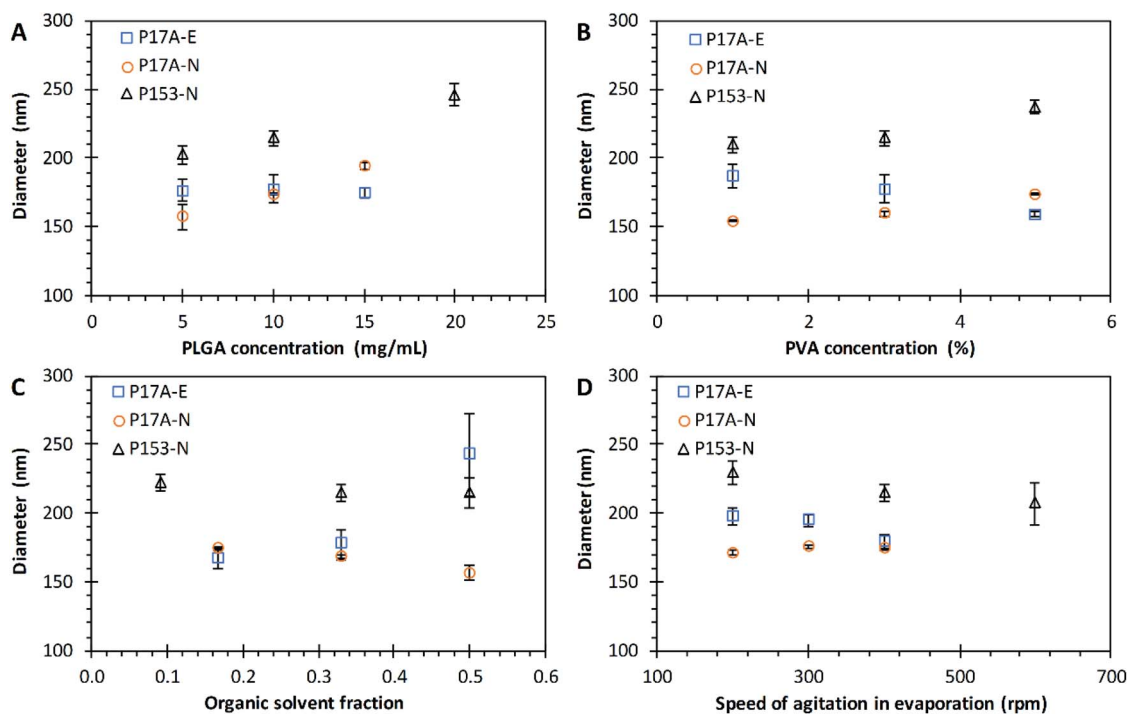 A
P17A-E
P17A-N
P153-N
300
250
200
150
100
Diameter (nm)
0
5
10
15
20
25
PLGA concentration (mg/mL)
B
P17A-E
P17A-N
P153-N
300
250
200
150
100
Diameter (nm)
0
2
4
6
PVA concentration (%)
C
P17A-E
P17A-N
P153-N
300
250
200
150
100
Diameter (nm)
0.0
0.1
0.2
0.3
0.4
0.5
0.6
Organic solvent fraction
D
P17A-E
P17A-N
P153-N
300
250
200
150
100
Diameter (nm)
100
300
500
700
Speed of agitation in evaporation (rpm)